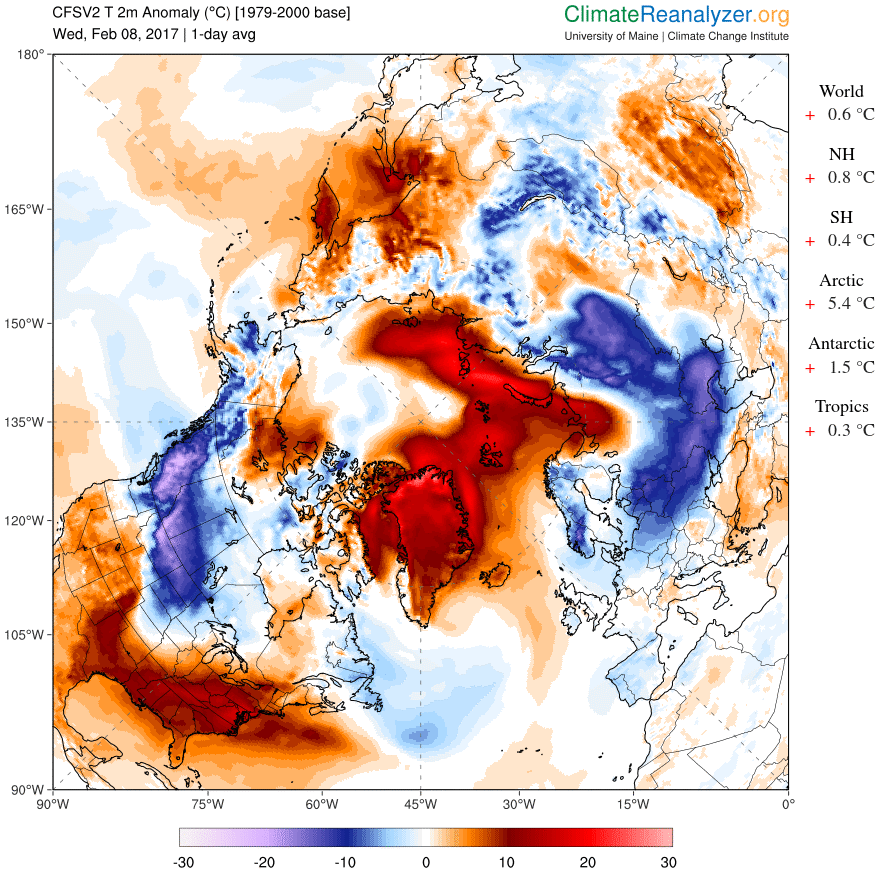 CFSV2 T 2m Anomaly (°C) [1979-2000 base]
Wed, Feb 08, 2017 | 1-day avg
ClimateReanalyzer.org
University of Maine | Climate Change Institute
180°
165°W
150°W
135°W
120°W
105°W
90°W
90°W 75°W 60°W 45°W 30°W 15°W 0°
World
+ 0.6 °C
NH
+ 0.8 °C
SH
+ 0.4 °C
Arctic
+ 5.4 °C
Antarctic
+ 1.5 °C
Tropics
+ 0.3 °C
-30 -20 -10 0 10 20 30